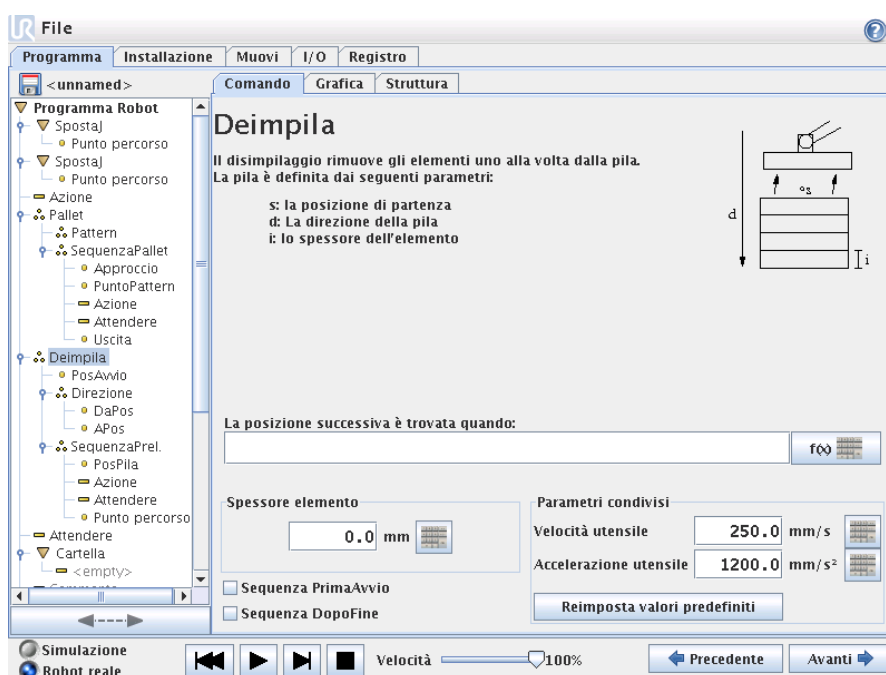 UR File
Programma Installazione Muovi I/O Registro
<unnamed>
Comando Grafica Struttura
Programma Robot
SpostaJ
Punto percorso
SpostaJ
Punto percorso
Azione
Pallet
Pattern
SequenzaPallet
Approccio
PuntoPattern
Azione
Attendere
Uscita
Deimpila
PosAvvio
Direzione
DaPos
APos
SequenzaPrel.
PosPila
Azione
Attendere
Punto percorso
Attendere
Cartella
<empty>
Commento
Deimpila
Il disimpilaggio rimuove gli elementi uno alla volta dalla pila.
La pila è definita dai seguenti parametri:
s: la posizione di partenza
d: La direzione della pila
i: lo spessore dell'elemento
s
d
i
La posizione successiva è trovata quando:
f(x)
Spessore elemento
0.0 mm
Sequenza PrimaAvvio
Sequenza DopoFine
Parametri condivisi
Velocità utensile 250.0 mm/s
Accelerazione utensile 1200.0 mm/s²
Reimposta valori predefiniti
Simulazione
Robot reale
Velocità 100%
Precedente Avanti